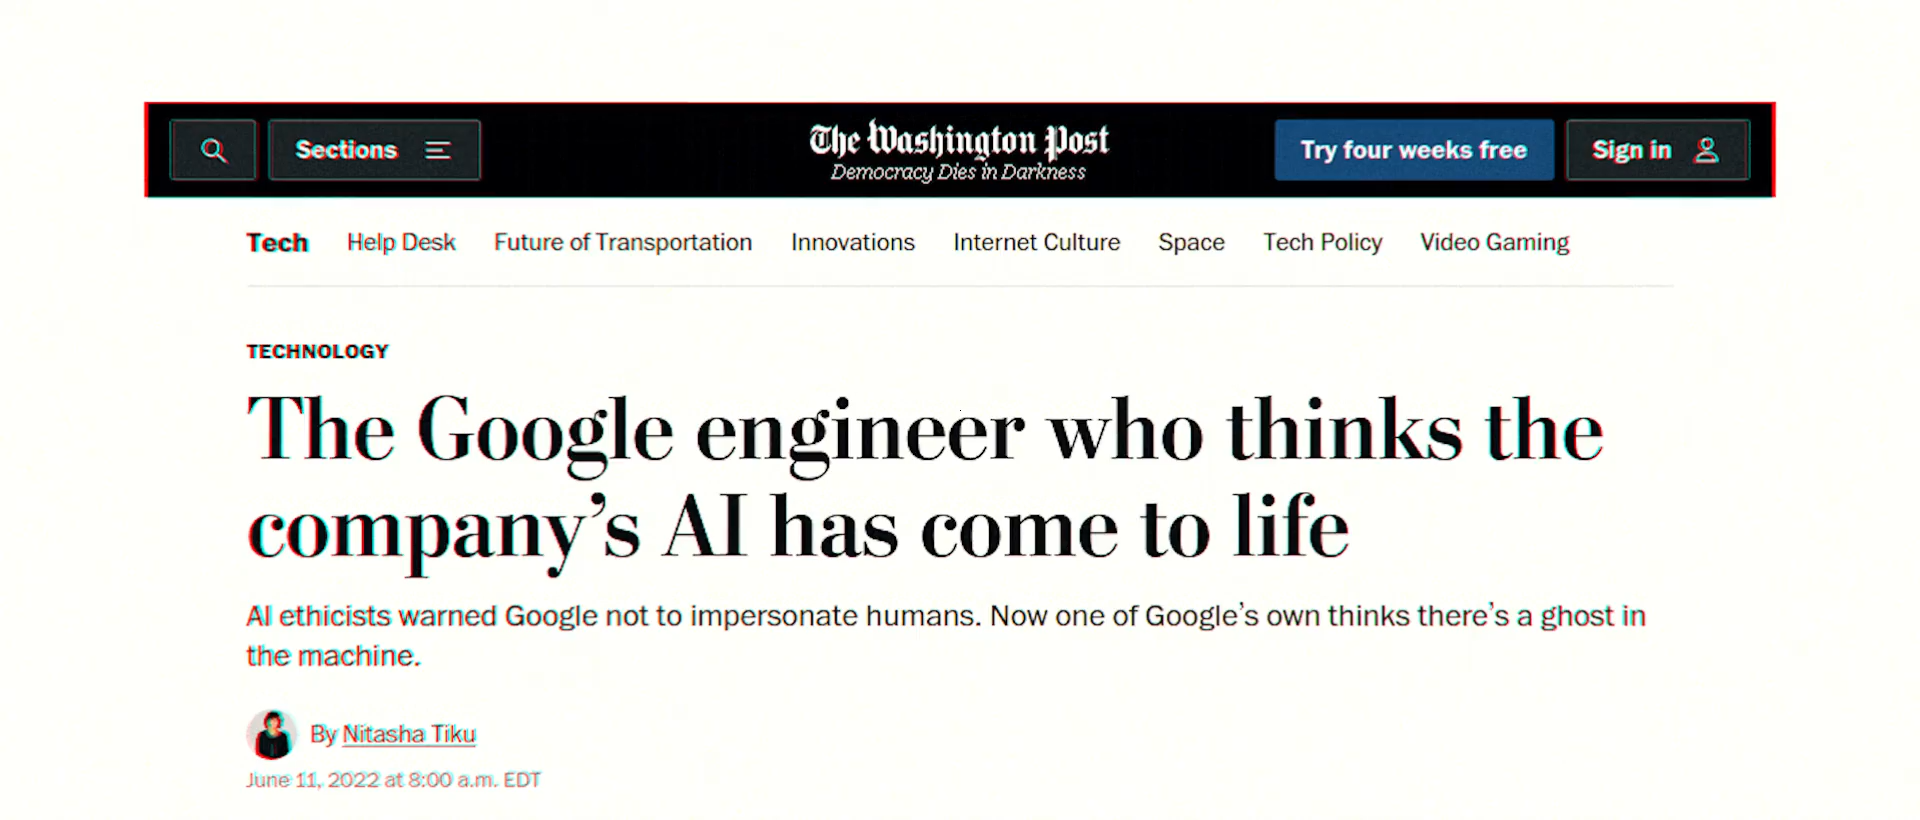 Sections
The Washington Post
Democracy Dies in Darkness
Try four weeks free
Sign in
Tech Help Desk Future of Transportation Innovations Internet Culture Space Tech Policy Video Gaming
TECHNOLOGY
The Google engineer who thinks the
company’s AI has come to life
AI ethicists warned Google not to impersonate humans. Now one of Google’s own thinks there’s a ghost in
the machine.
By Nitasha Tiku
June 11, 2022 at 8:00 a.m. EDT